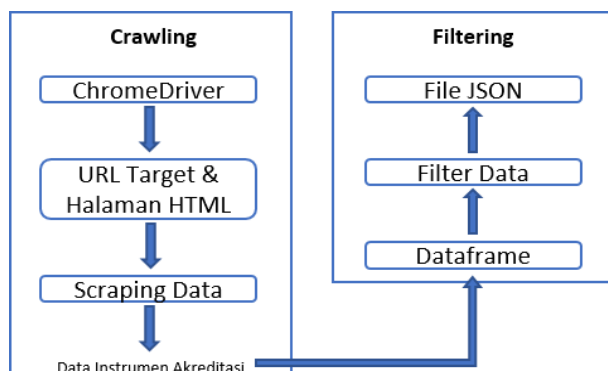 Crawling
ChromeDriver
URL Target &
Halaman HTML
Scraping Data
Data Instrumen Akreditasi
Filtering
File JSON
Filter Data
Dataframe